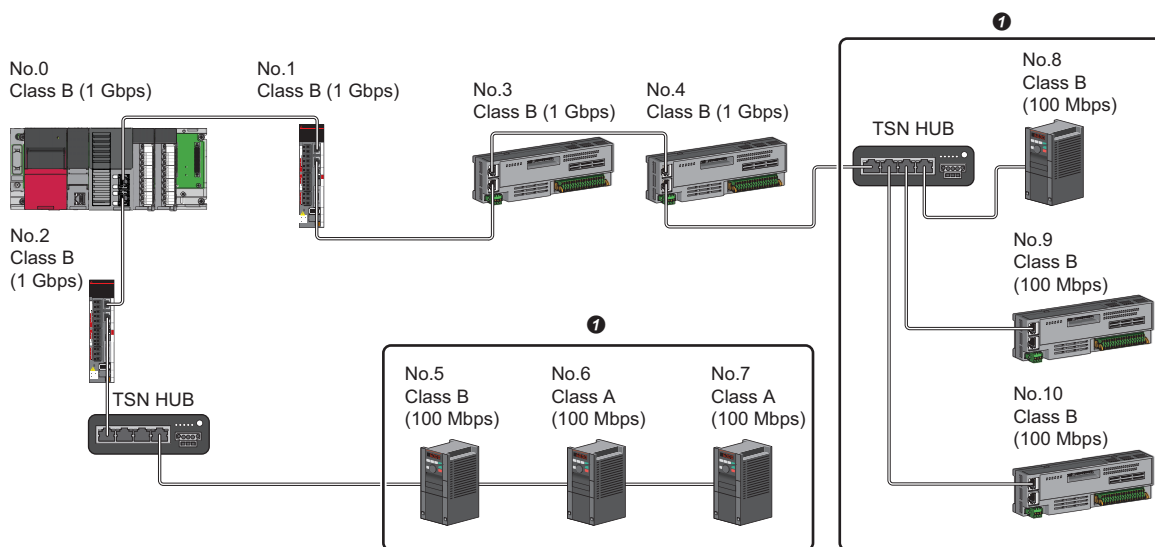 ❶
No.0
Class B (1 Gbps)
No.1
Class B (1 Gbps)
No.3
Class B (1 Gbps)
No.4
Class B (1 Gbps)
TSN HUB
No.8
Class B
(100 Mbps)
No.2
Class B
(1 Gbps)
No.9
Class B
(100 Mbps)
❶
No.5
Class B
(100 Mbps)
No.6
Class A
(100 Mbps)
No.7
Class A
(100 Mbps)
TSN HUB
No.10
Class B
(100 Mbps)